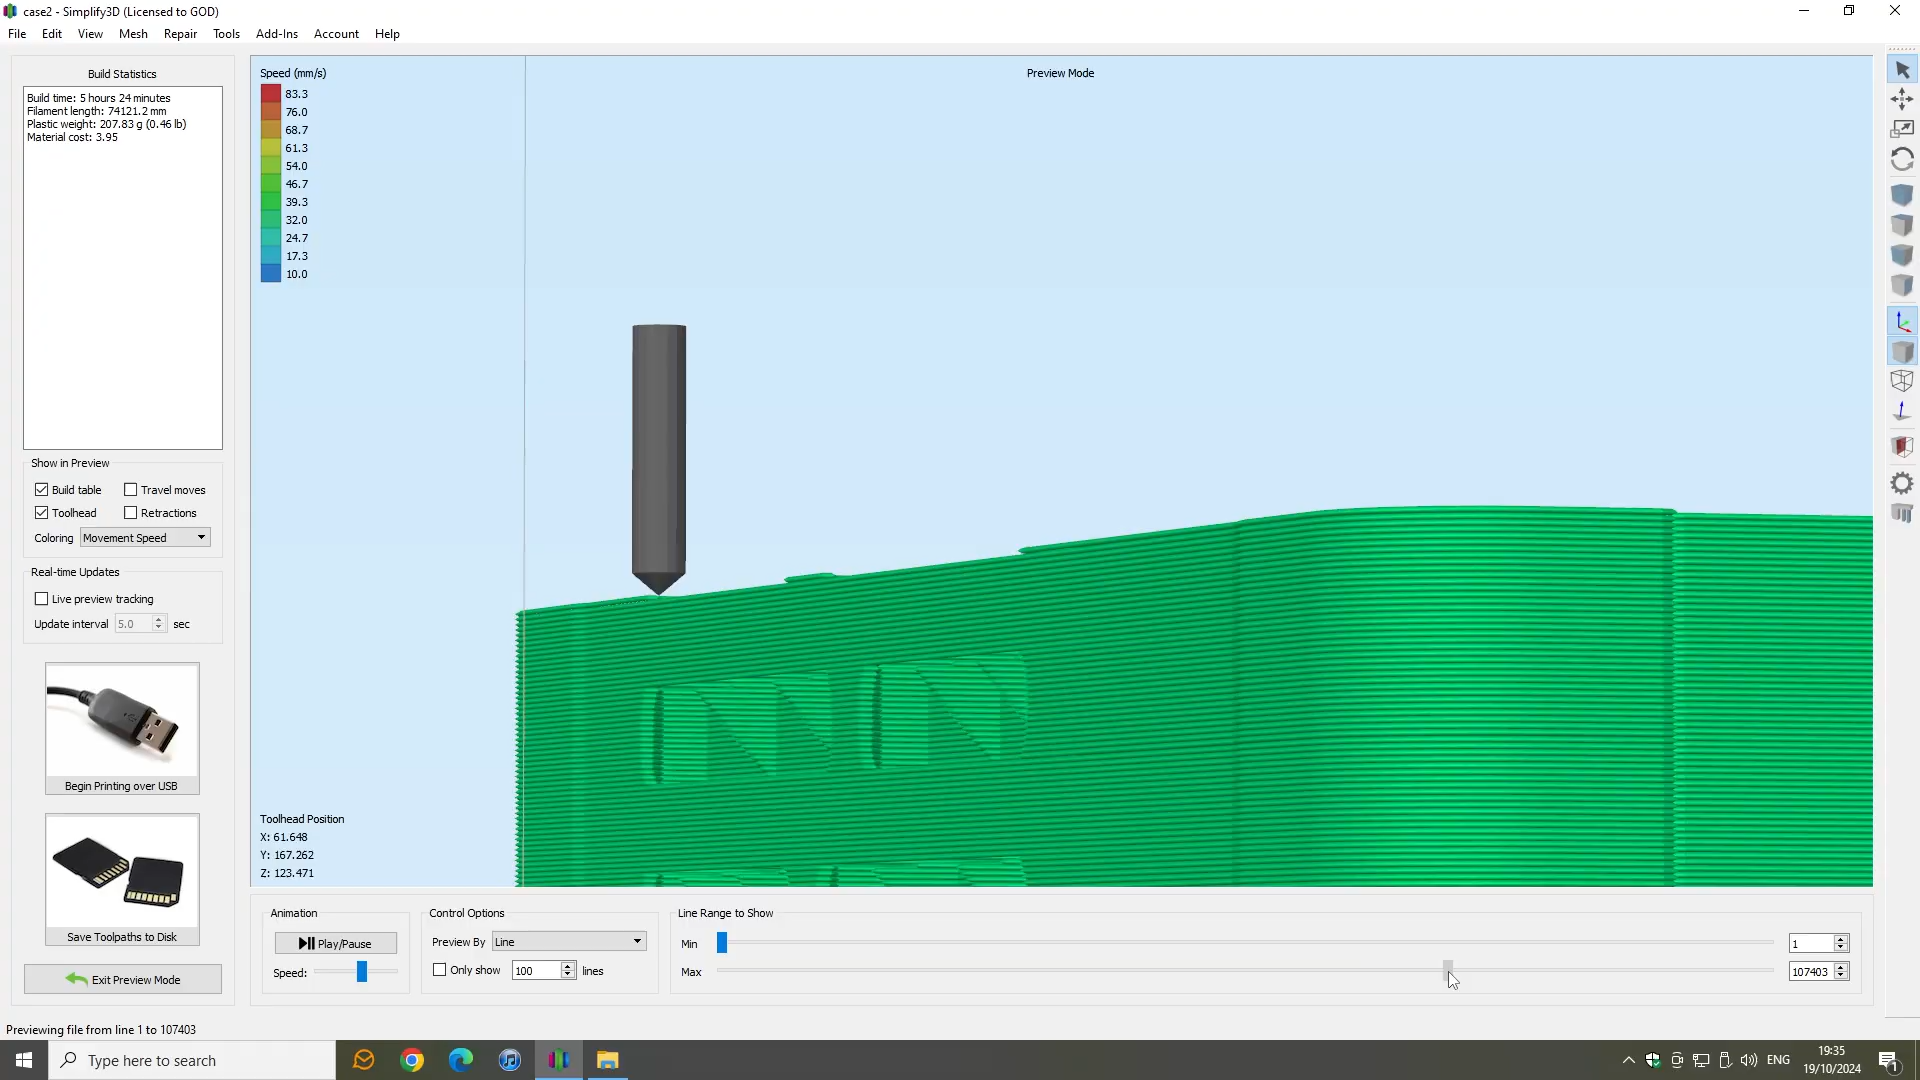 case2 - Simplify3D (Licensed to GOD)
File Edit View Mesh Repair Tools Add-Ins Account Help
Build Statistics
Build time: 5 hours 24 minutes
Filament length: 74121.2 mm
Plastic weight: 207.83 g (0.46 lb)
Material cost: 3.95
Show in Preview
Build table Travel moves
Toolhead Retractions
Coloring Movement Speed
Real-time Updates
Live preview tracking
Update interval 5.0 sec
Begin Printing over USB
Save Toolpaths to Disk
Exit Preview Mode
Speed (mm/s)
83.3
76.0
68.7
61.3
54.0
46.7
39.3
32.0
24.7
17.3
10.0
Preview Mode
Toolhead Position
X: 61.648
Y: 167.262
Z: 123.471
Animation
Play/Pause
Speed:
Control Options
Preview By Line
Only show 100 lines
Line Range to Show
Min 1
Max 107403
Previewing file from line 1 to 107403
Type here to search
ENG
19:35
19/10/2024
1